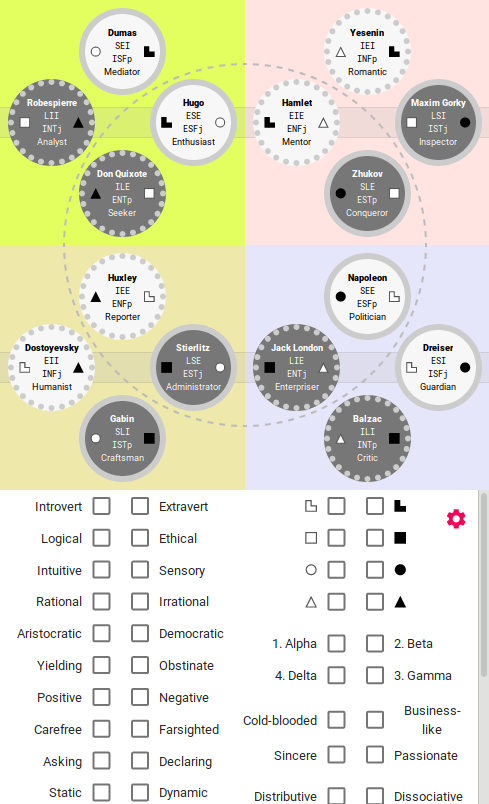 Dumas
SEI
ISFp
Mediator
Yesenin
IEI
INFp
Romantic
Robespierre
LII
INTj
Analyst
Hugo
ESE
ESFj
Enthusiast
Hamlet
EIE
ENFj
Mentor
Maxim Gorky
LSI
ISTj
Inspector
Don Quixote
ILE
ENTp
Seeker
Zhukov
SLE
ESTp
Conqueror
Huxley
IEE
ENFp
Reporter
Napoleon
SEE
ESFp
Politician
Dostoyevsky
EII
INFj
Humanist
Stierlitz
LSE
ESTj
Administrator
Jack London
LIE
ENTj
Enterpriser
Dreiser
ESI
ISFj
Guardian
Gabin
SLI
ISTp
Craftsman
Balzac
ILI
INTp
Critic
Introvert Extravert
Logical Ethical
Intuitive Sensory
Rational Irrational
Aristocratic Democratic
Yielding Obstinate
Positive Negative
Carefree Farsighted
Asking Declaring
Static Dynamic
1. Alpha 2. Beta
4. Delta 3. Gamma
Cold-blooded Business-
like
Sincere Passionate
Distributive Dissociative